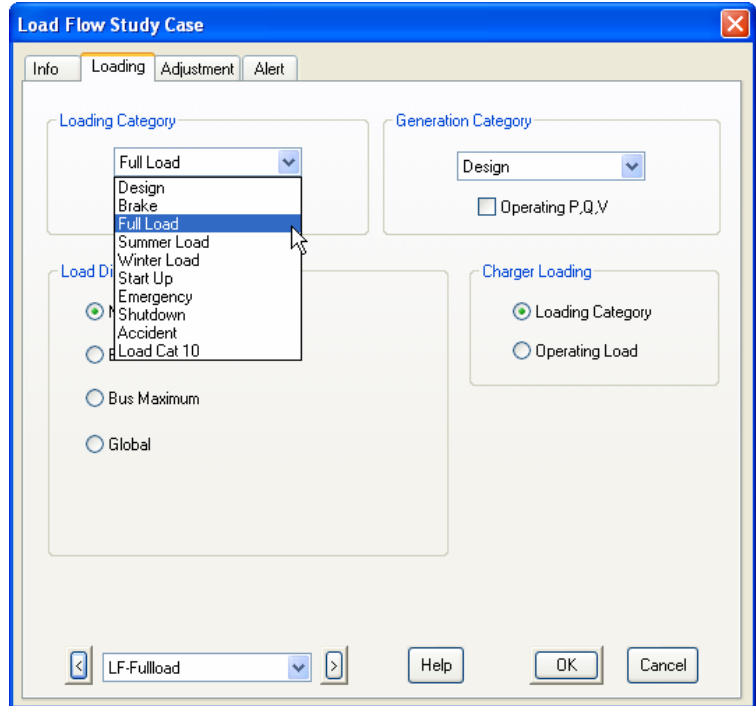 Load Flow Study Case
Info Loading Adjustment Alert
Loading Category
Full Load
Design
Brake
Full Load
Summer Load
Winter Load
Start Up
Emergency
Shutdown
Accident
Load Cat 10
Generation Category
Design
Operating P,Q,V
Load Di
Bus Maximum
Global
Charger Loading
Loading Category
Operating Load
< LF-Fullload >
Help OK Cancel